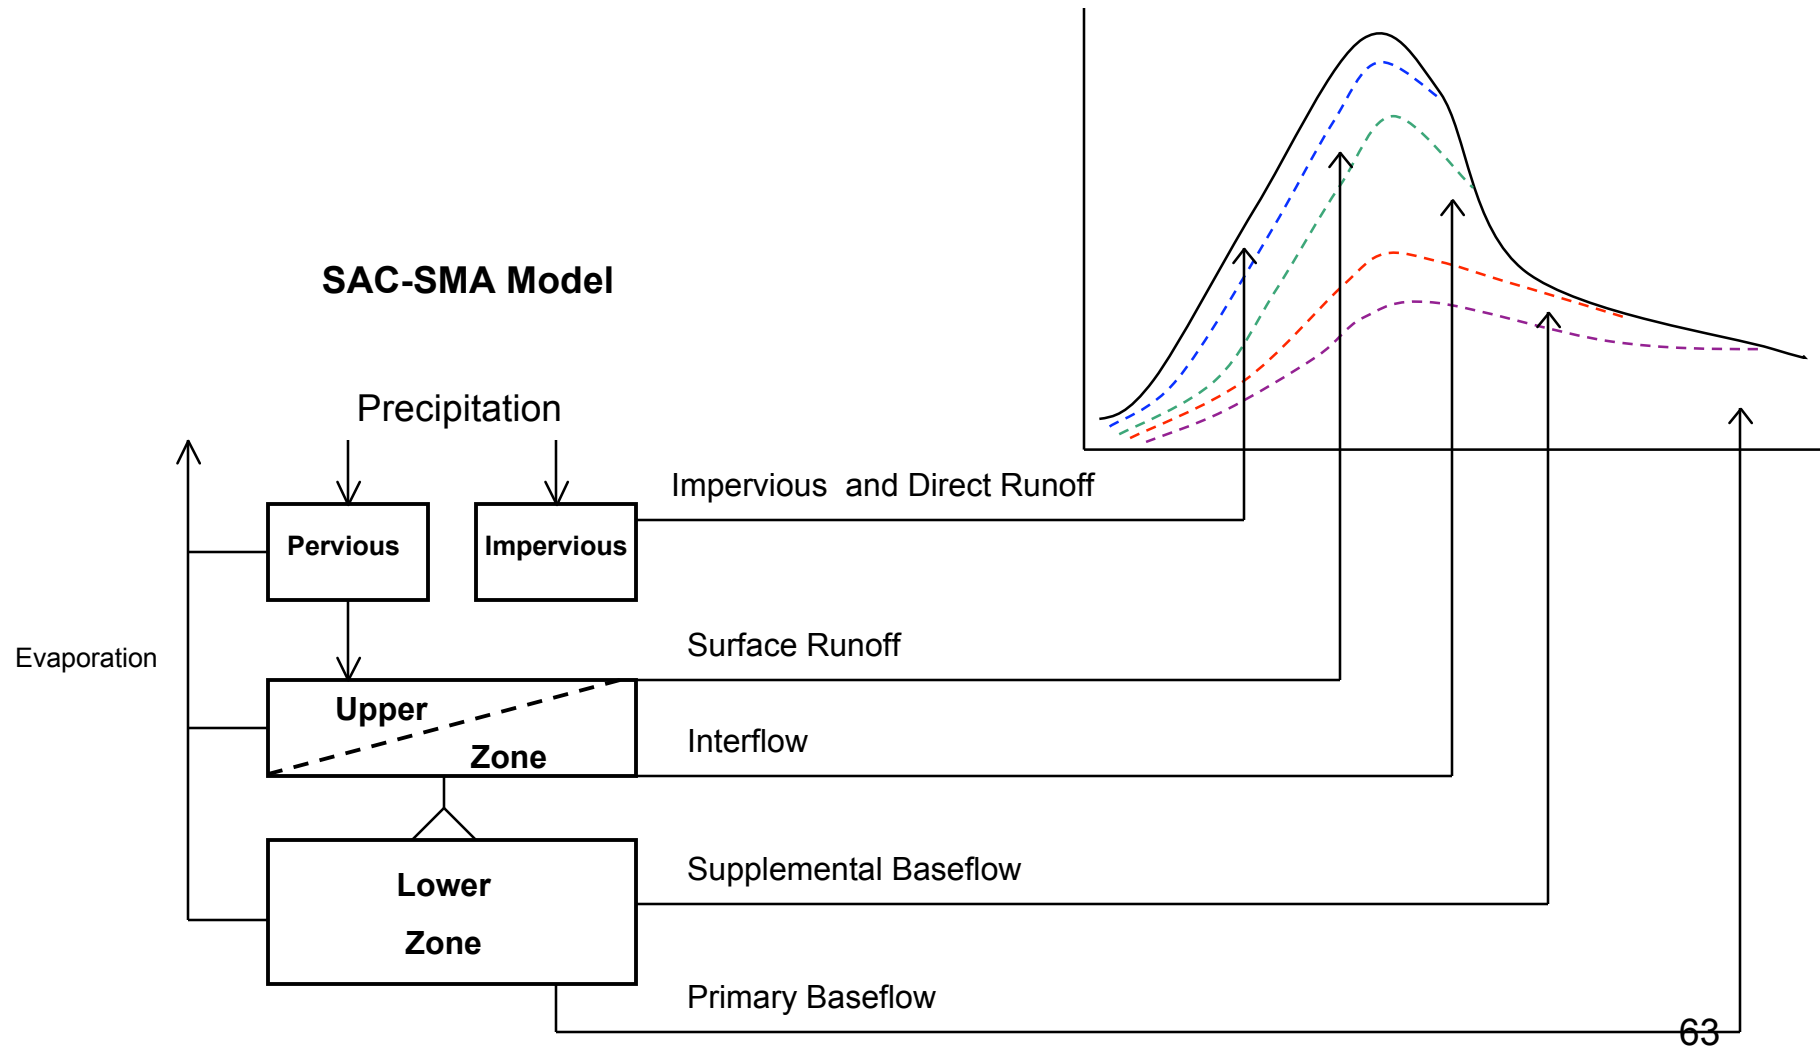 SAC-SMA Model
Precipitation
Impervious  and Direct Runoff
Pervious
Impervious
Surface Runoff
Evaporation
Upper
Zone
Interflow
Supplemental Baseflow
Lower
Zone
Primary Baseflow
63